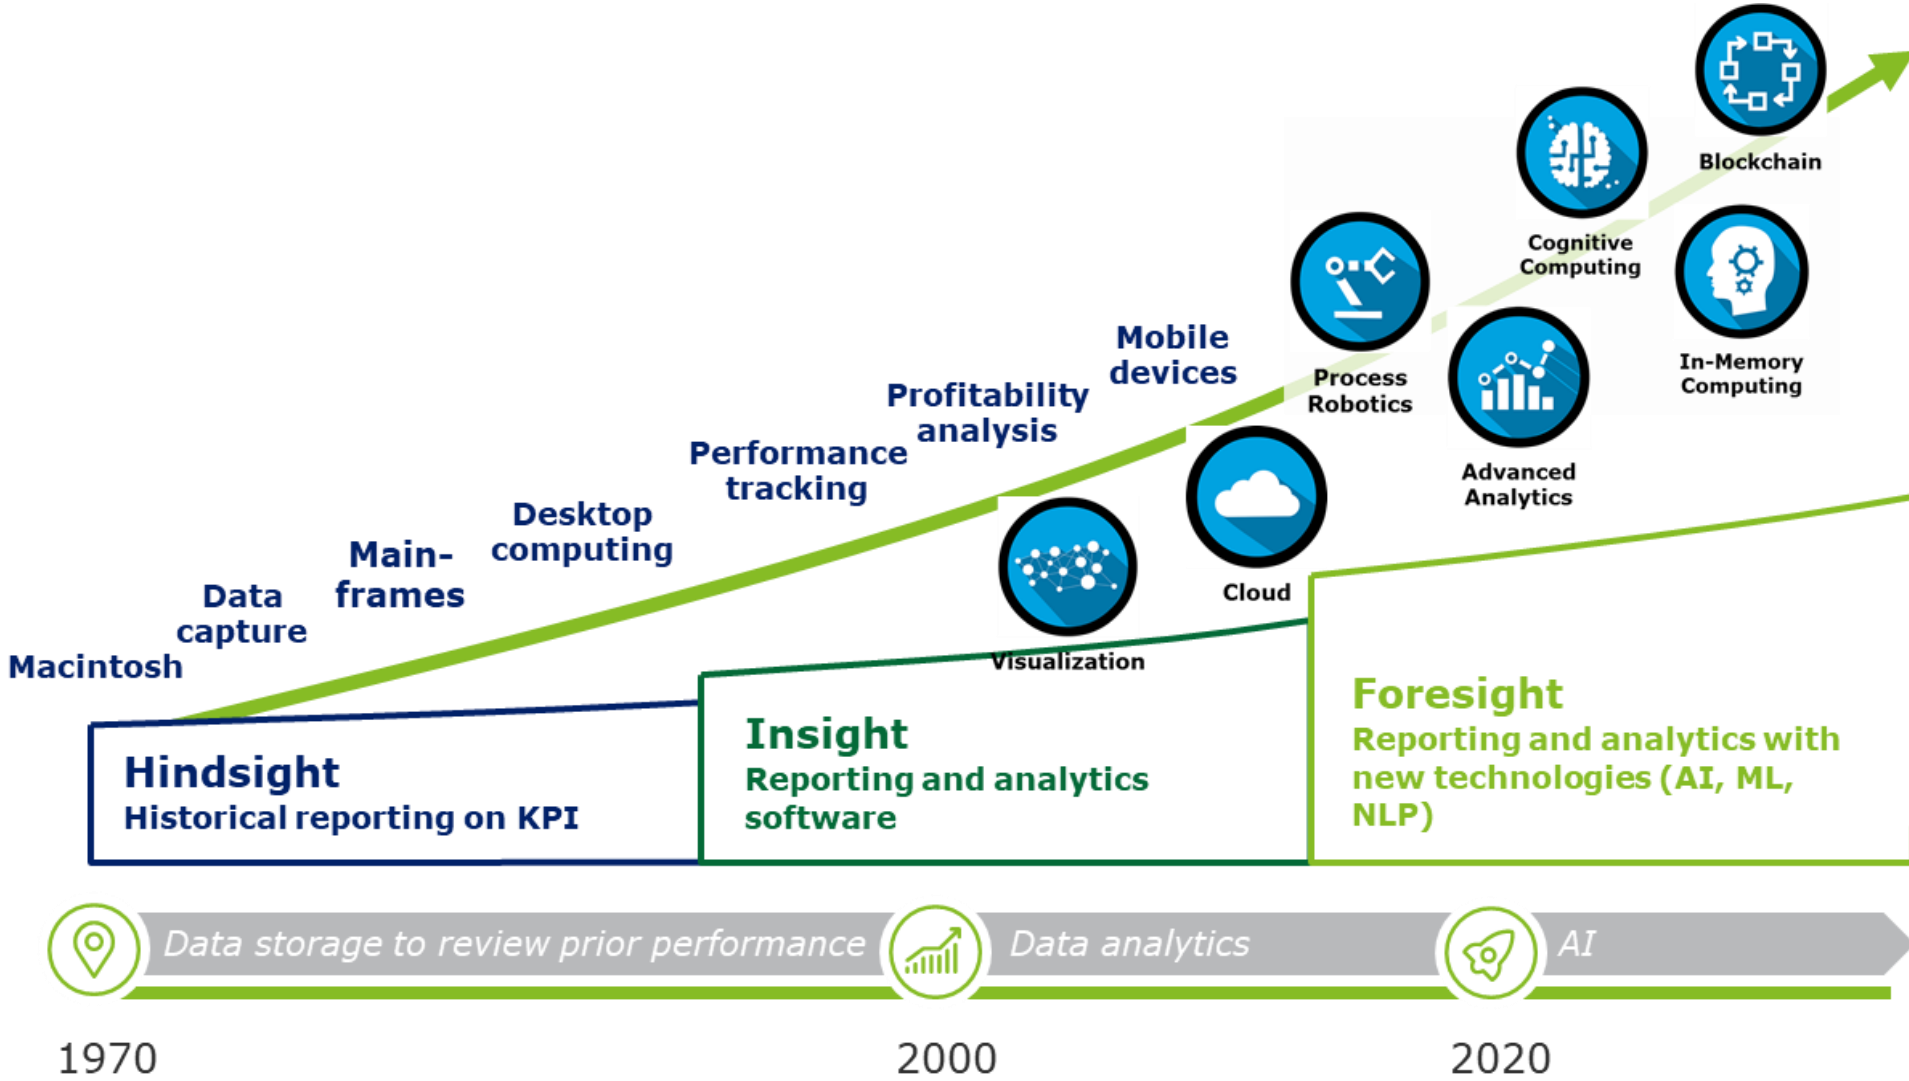 Blockchain
Cognitive
Computing
In-Memory
Computing
Process
Robotics
Advanced
Analytics
Mobile
devices
Profitability
analysis
Performance
tracking
Desktop
computing
Main-
frames
Data
capture
Macintosh
Cloud
Visualization
Hindsight
Historical reporting on KPI
Insight
Reporting and analytics
software
Foresight
Reporting and analytics with
new technologies (AI, ML,
NLP)
Data storage to review prior performance
Data analytics
AI
1970
2000
2020